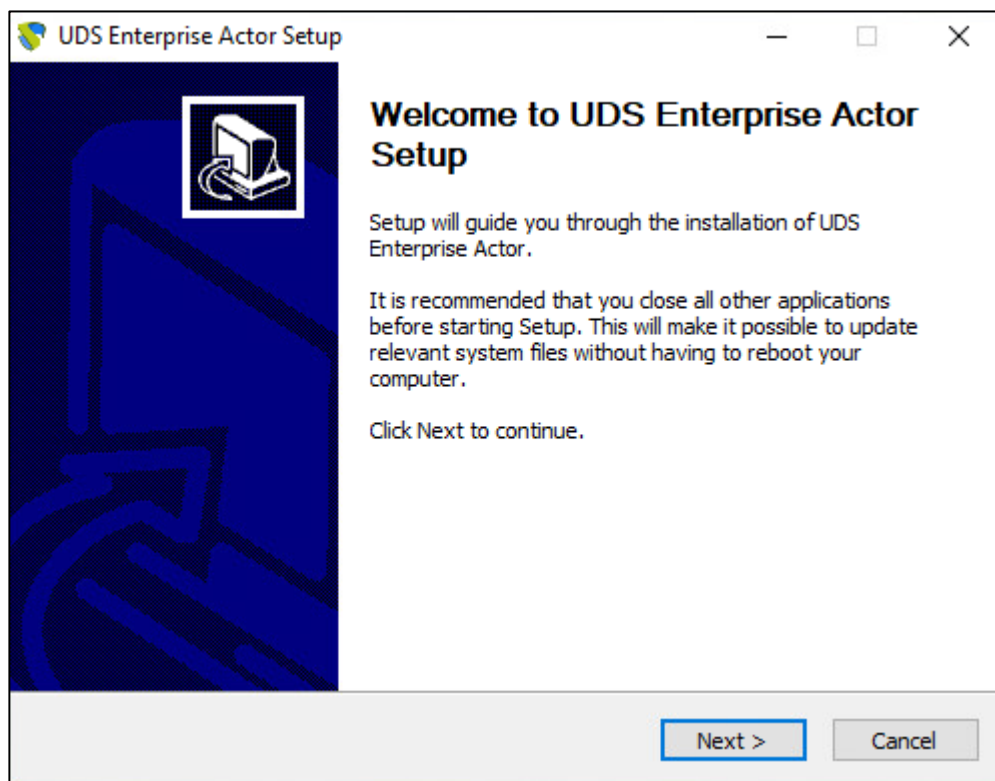 UDS Enterprise Actor Setup
Welcome to UDS Enterprise Actor
Setup
Setup will guide you through the installation of UDS
Enterprise Actor.
It is recommended that you close all other applications
before starting Setup. This will make it possible to update
relevant system files without having to reboot your
computer.
Click Next to continue.
Next >
Cancel